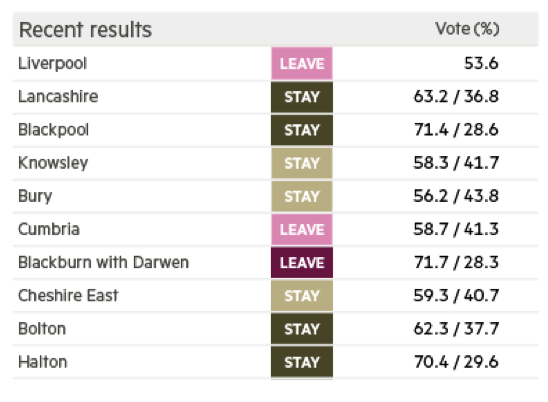 Recent results Vote (%)
Liverpool LEAVE 53.6
Lancashire STAY 63.2 / 36.8
Blackpool STAY 71.4 / 28.6
Knowsley STAY 58.3 / 41.7
Bury STAY 56.2 / 43.8
Cumbria LEAVE 58.7 / 41.3
Blackburn with Darwen LEAVE 71.7 / 28.3
Cheshire East STAY 59.3 / 40.7
Bolton STAY 62.3 / 37.7
Halton STAY 70.4 / 29.6